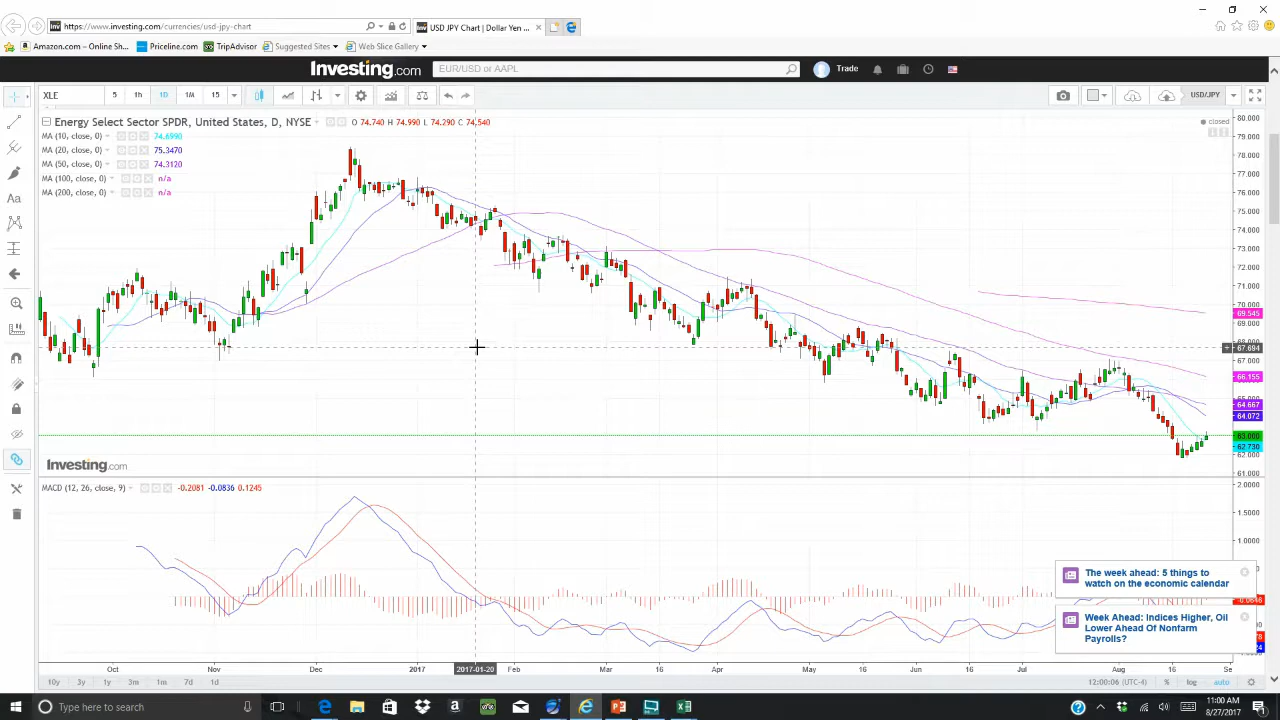 https://www.investing.com/currencies/usd-jpy-chart
USD JPY Chart | Dollar Yen ...
Amazon.com – Online Sh...
Priceline.com
TripAdvisor
Suggested Sites
Web Slice Gallery
Investing.com
EUR/USD or AAPL
Trade
XLE
5
1h
1D
1M
15
USD/JPY
Energy Select Sector SPDR, United States, D, NYSE
O 74.740 H 74.990 L 74.290 C 74.540
closed
MA (10, close, 0) 74.6990
MA (20, close, 0) 75.3470
MA (50, close, 0) 74.3120
MA (100, close, 0) n/a
MA (200, close, 0) n/a
Aa
80.000
79.000
78.000
77.000
76.000
75.000
74.000
73.000
72.000
71.000
70.000
69.545
69.000
67.694
67.000
66.155
64.667
64.072
63.000
62.730
62.000
61.000
Investing.com
MACD (12, 26, close, 9) -0.2081 -0.0836 0.1245
2.0000
1.5000
1.0000
The week ahead: 5 things to
watch on the economic calendar
Week Ahead: Indices Higher, Oil
Lower Ahead Of Nonfarm
Payrolls?
Oct
Nov
Dec
2017
2017-01-20
Feb
Mar
16
Apr
May
16
Jun
16
Jul
Aug
16
Se
10y
3y
1y
3m
1m
7d
1d
12:00:06 (UTC-4)
%
log
auto
Type here to search
11:00 AM
8/27/2017